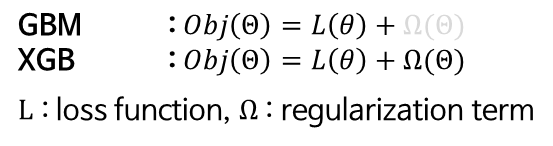 GBM : Obj(Θ) = L(θ) + Ω(Θ)
XGB : Obj(Θ) = L(θ) + Ω(Θ)
L : loss function, Ω : regularization term